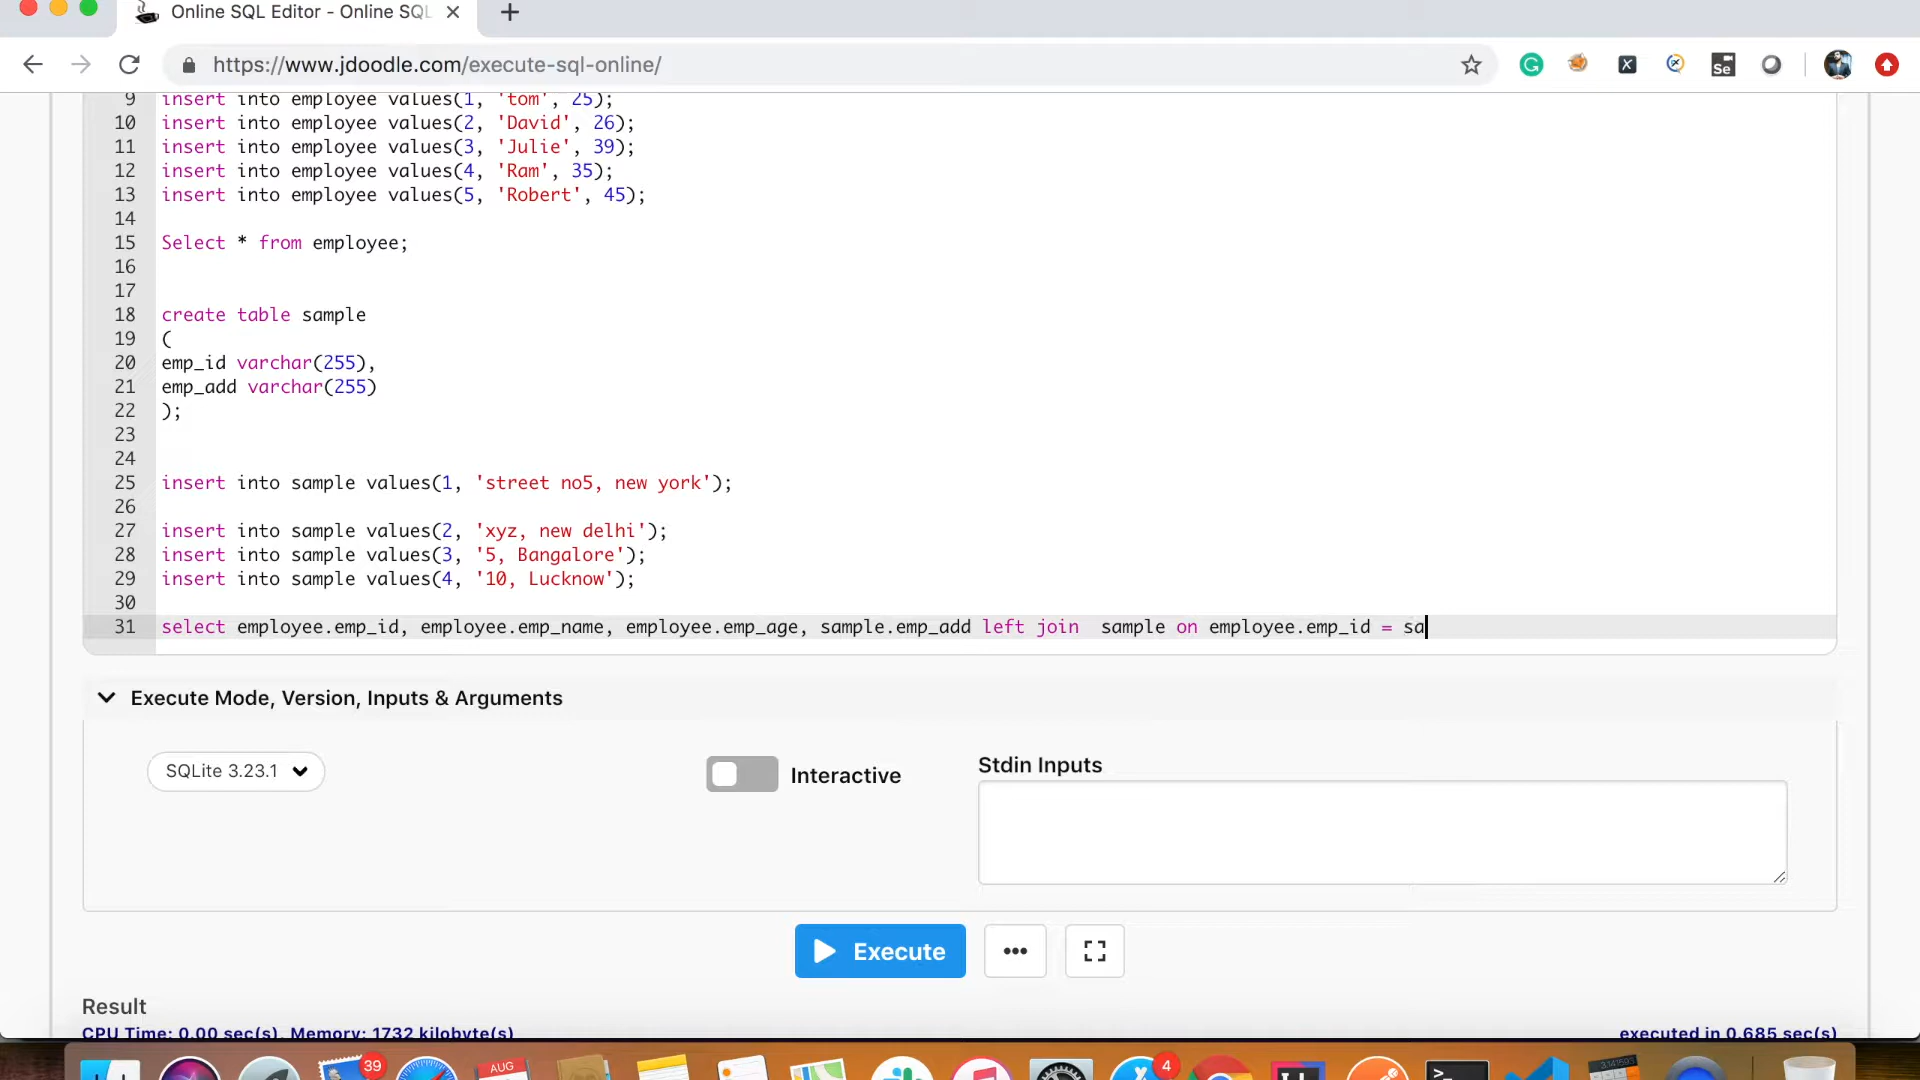 Online SQL Editor - Online SQL
https://www.jdoodle.com/execute-sql-online/
9 insert into employee values(1, 'tom', 25);
10 insert into employee values(2, 'David', 26);
11 insert into employee values(3, 'Julie', 39);
12 insert into employee values(4, 'Ram', 35);
13 insert into employee values(5, 'Robert', 45);
14
15 Select * from employee;
16
17
18 create table sample
19 (
20 emp_id varchar(255),
21 emp_add varchar(255)
22 );
23
24
25 insert into sample values(1, 'street no5, new york');
26
27 insert into sample values(2, 'xyz, new delhi');
28 insert into sample values(3, '5, Bangalore');
29 insert into sample values(4, '10, Lucknow');
30
31 select employee.emp_id, employee.emp_name, employee.emp_age, sample.emp_add left join  sample on employee.emp_id = sa
Execute Mode, Version, Inputs & Arguments
SQLite 3.23.1
Interactive
Stdin Inputs
Execute
Result
CPU Time: 0.00 sec(s), Memory: 1732 kilobyte(s)
executed in 0.685 sec(s)
39
AUG
4
Se